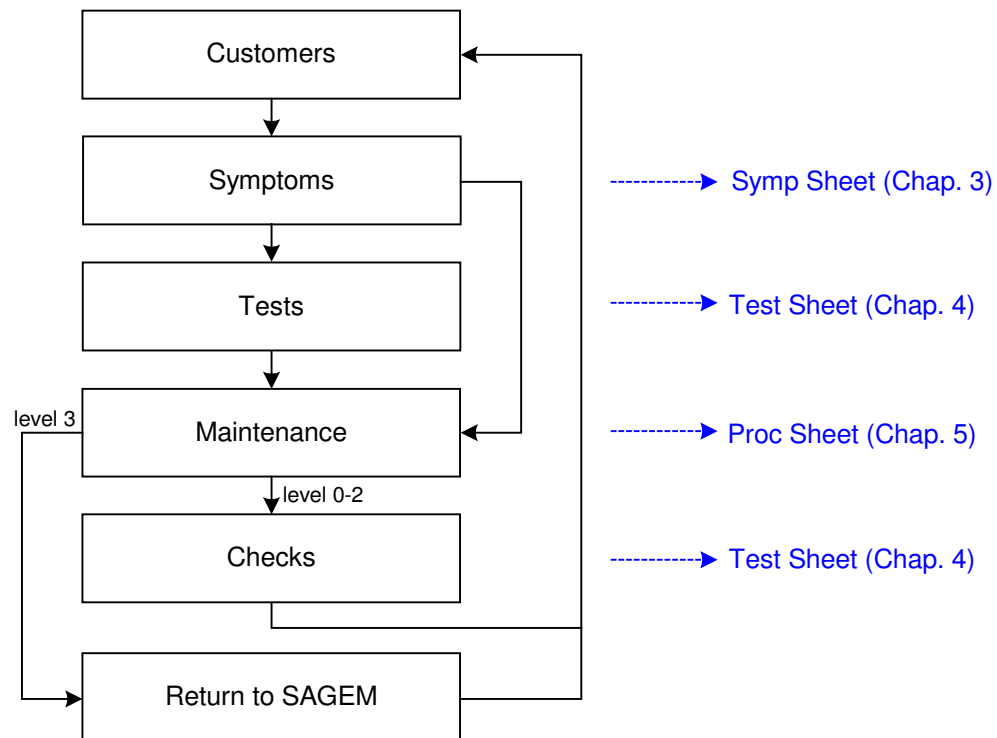 Customers
Symptoms
Symp Sheet (Chap. 3)
Tests
Test Sheet (Chap. 4)
level 3
Maintenance
Proc Sheet (Chap. 5)
level 0-2
Checks
Test Sheet (Chap. 4)
Return to SAGEM